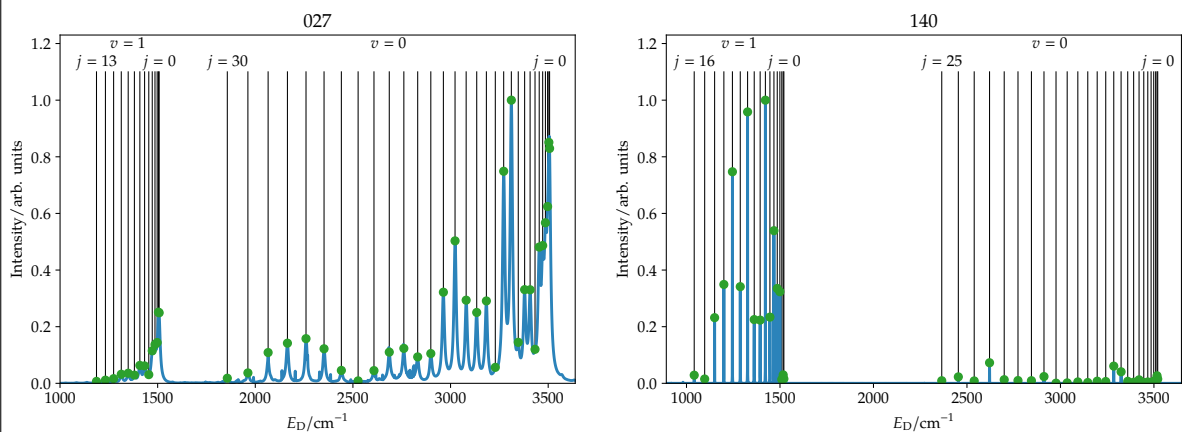 027
v = 1
v = 0
j = 13
j = 0
j = 30
j = 0
Intensity / arb. units
1.2
1.0
0.8
0.6
0.4
0.2
0.0
1000
1500
2000
2500
3000
3500
E_D/cm⁻¹
140
v = 1
v = 0
j = 16
j = 0
j = 25
j = 0
Intensity / arb. units
1.2
1.0
0.8
0.6
0.4
0.2
0.0
1000
1500
2000
2500
3000
3500
E_D/cm⁻¹